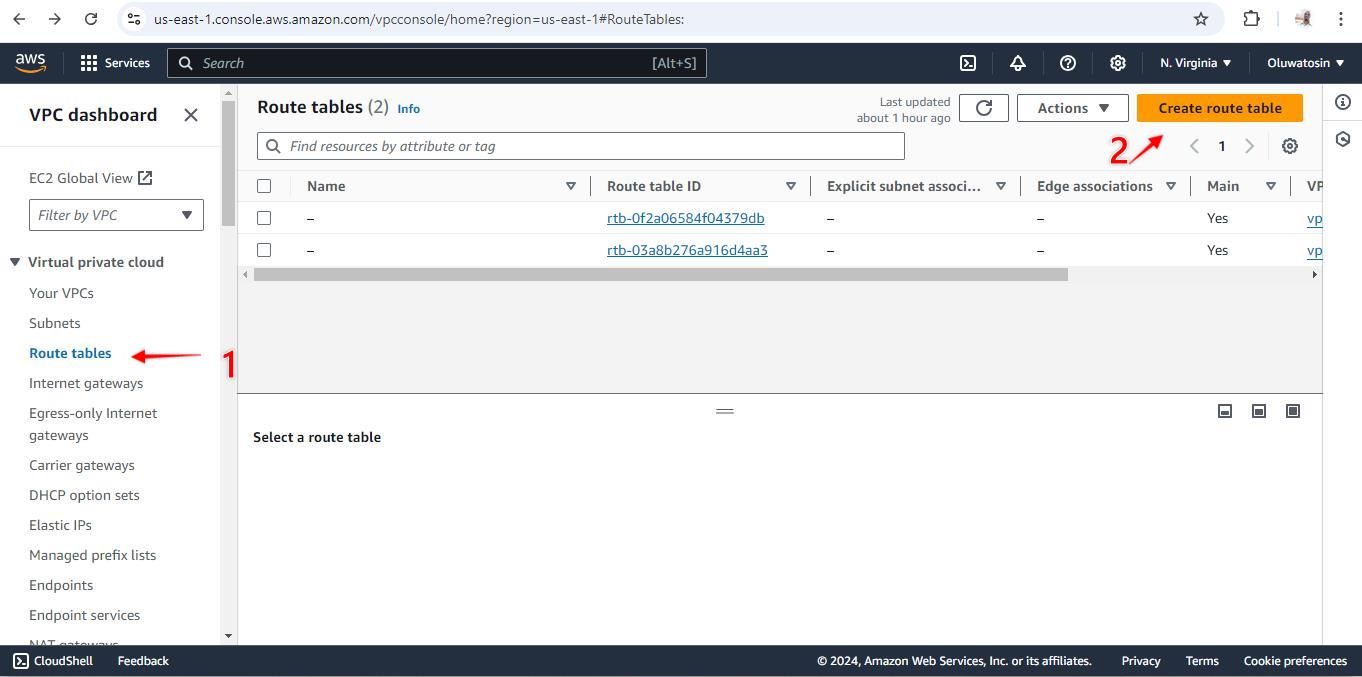 us-east-1.console.aws.amazon.com/vpcconsole/home?region=us-east-1#RouteTables:
aws Services Search [Alt+S] N. Virginia Oluwatosin
VPC dashboard
EC2 Global View
Filter by VPC
Virtual private cloud
Your VPCs
Subnets
Route tables
1
Internet gateways
Egress-only Internet
gateways
Carrier gateways
DHCP option sets
Elastic IPs
Managed prefix lists
Endpoints
Endpoint services
NAT gateways
Route tables (2) Info
Last updated
about 1 hour ago
Actions
Create route table
Find resources by attribute or tag
2
1
Name Route table ID Explicit subnet associ... Edge associations Main VP
– rtb-0f2a06584f04379db – – Yes vp
– rtb-03a8b276a916d4aa3 – – Yes vp
Select a route table
CloudShell Feedback © 2024, Amazon Web Services, Inc. or its affiliates. Privacy Terms Cookie preferences